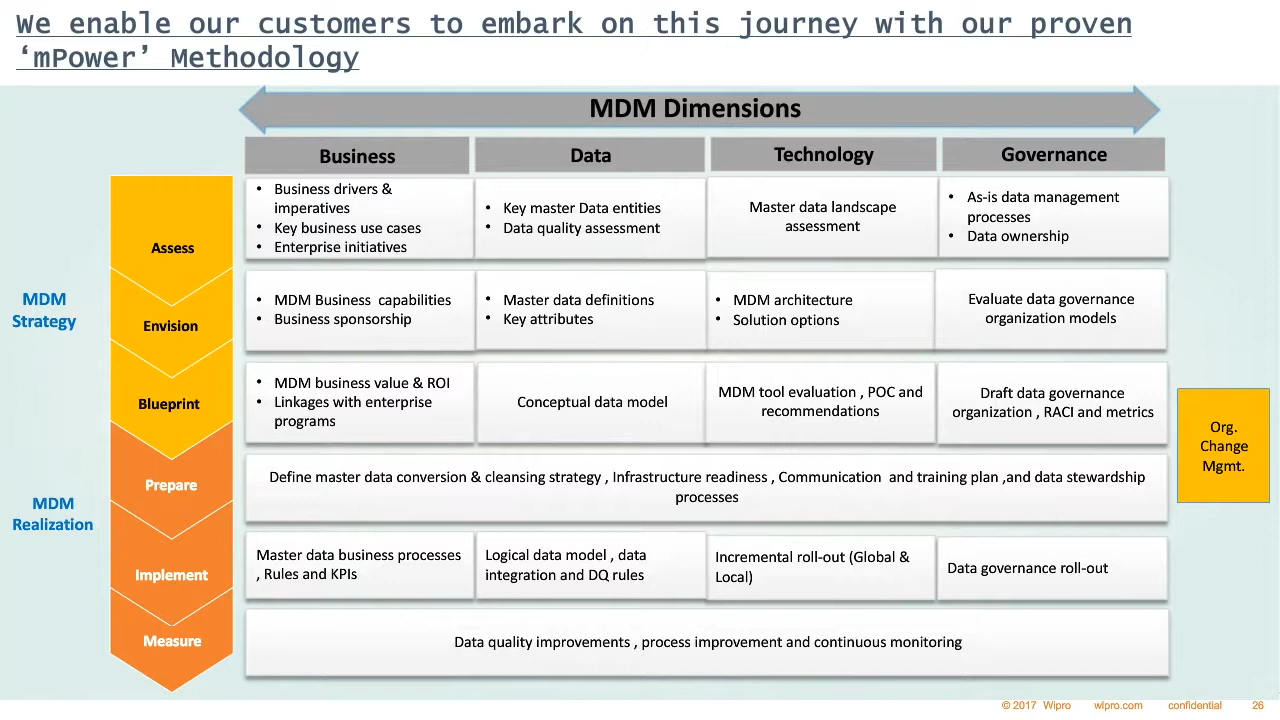 We enable our customers to embark on this journey with our proven
‘mPower’ Methodology
MDM Dimensions
Business
Data
Technology
Governance
MDM
Strategy
Assess
• Business drivers &
imperatives
• Key business use cases
• Enterprise initiatives
• Key master Data entities
• Data quality assessment
Master data landscape
assessment
• As-is data management
processes
• Data ownership
Envision
• MDM Business capabilities
• Business sponsorship
• Master data definitions
• Key attributes
• MDM architecture
• Solution options
Evaluate data governance
organization models
Blueprint
• MDM business value & ROI
• Linkages with enterprise
programs
Conceptual data model
MDM tool evaluation , POC and
recommendations
Draft data governance
organization , RACI and metrics
Org.
Change
Mgmt.
MDM
Realization
Prepare
Define master data conversion & cleansing strategy , Infrastructure readiness , Communication and training plan ,and data stewardship
processes
Implement
Master data business processes
, Rules and KPIs
Logical data model , data
integration and DQ rules
Incremental roll-out (Global &
Local)
Data governance roll-out
Measure
Data quality improvements , process improvement and continuous monitoring
© 2017 Wipro wipro.com confidential 26